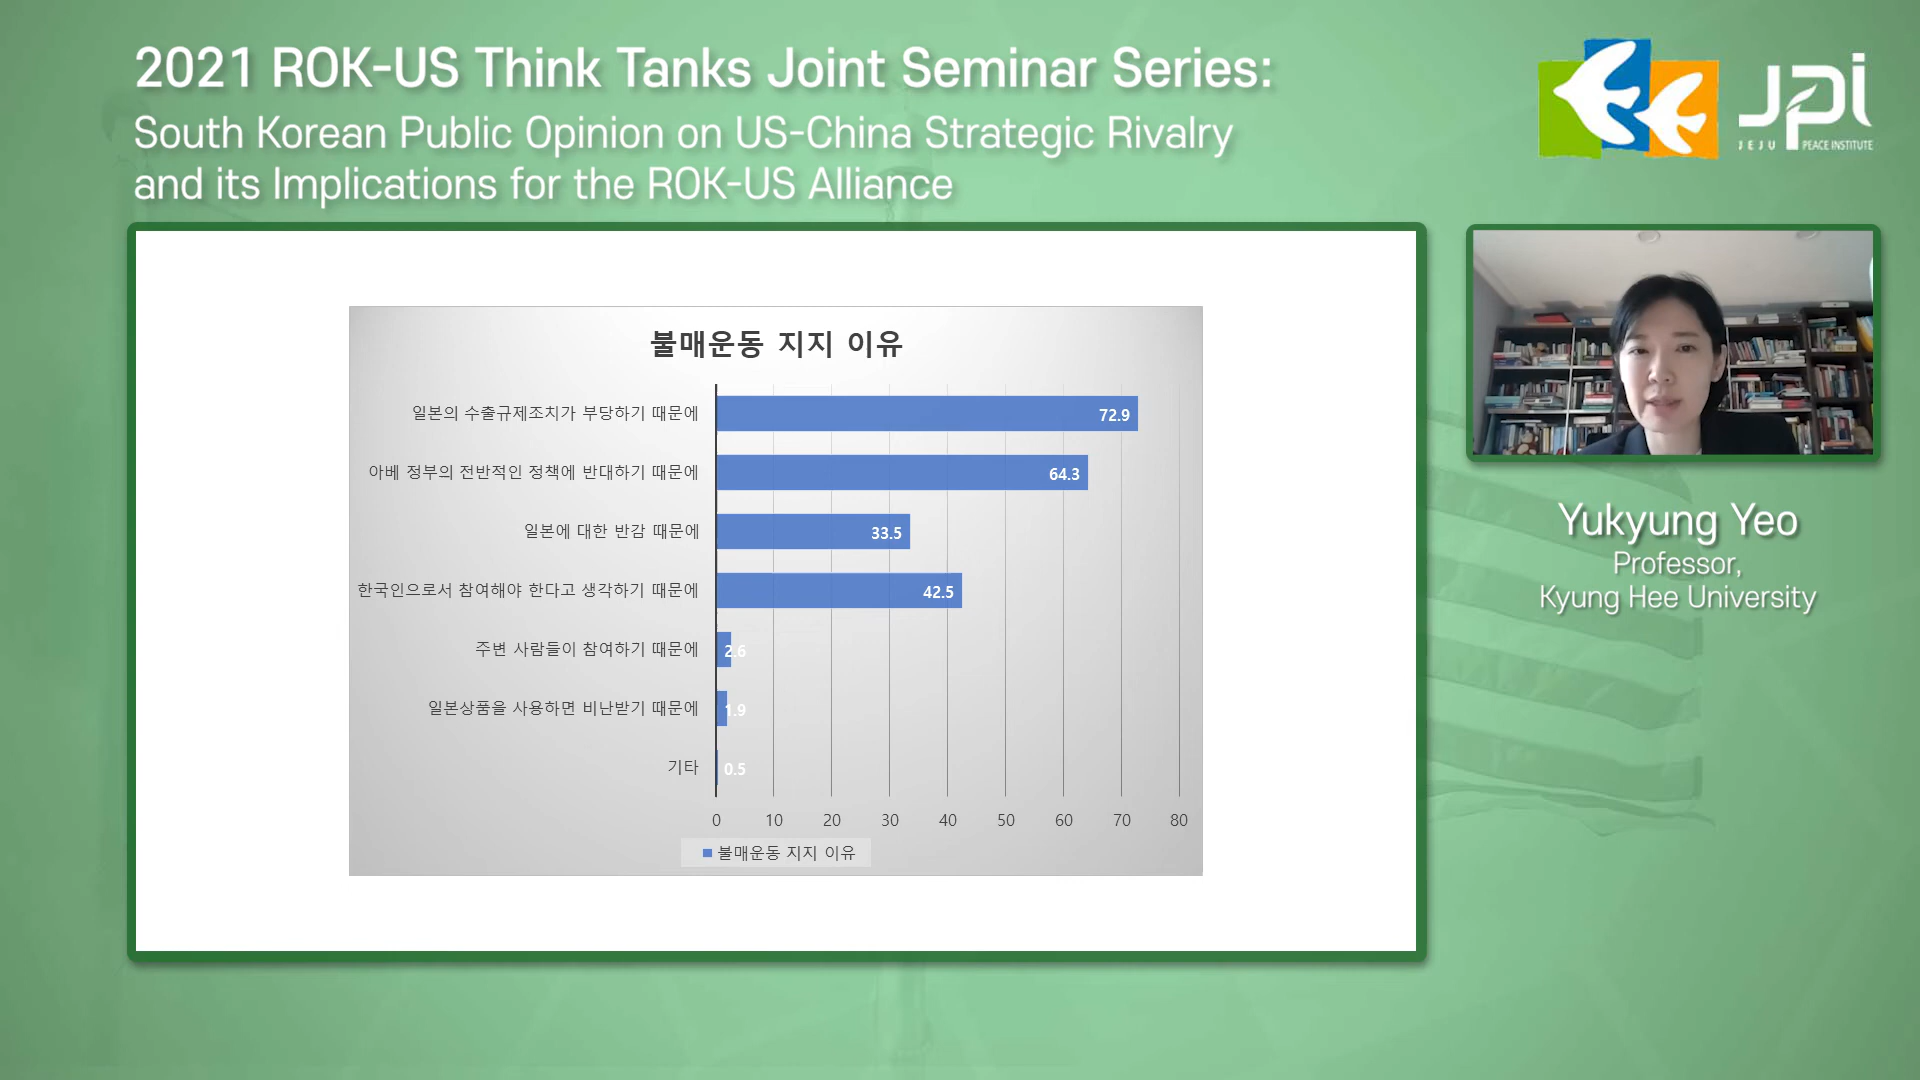 2021 ROK-US Think Tanks Joint Seminar Series:
South Korean Public Opinion on US-China Strategic Rivalry
and its Implications for the ROK-US Alliance
JPI
JEJU PEACE INSTITUTE
불매운동 지지 이유
일본의 수출규제조치가 부당하기 때문에 72.9
아베 정부의 전반적인 정책에 반대하기 때문에 64.3
일본에 대한 반감 때문에 33.5
한국인으로서 참여해야 한다고 생각하기 때문에 42.5
주변 사람들이 참여하기 때문에 2.6
일본상품을 사용하면 비난받기 때문에 1.9
기타 0.5
0 10 20 30 40 50 60 70 80
불매운동 지지 이유
Yukyung Yeo
Professor,
Kyung Hee University